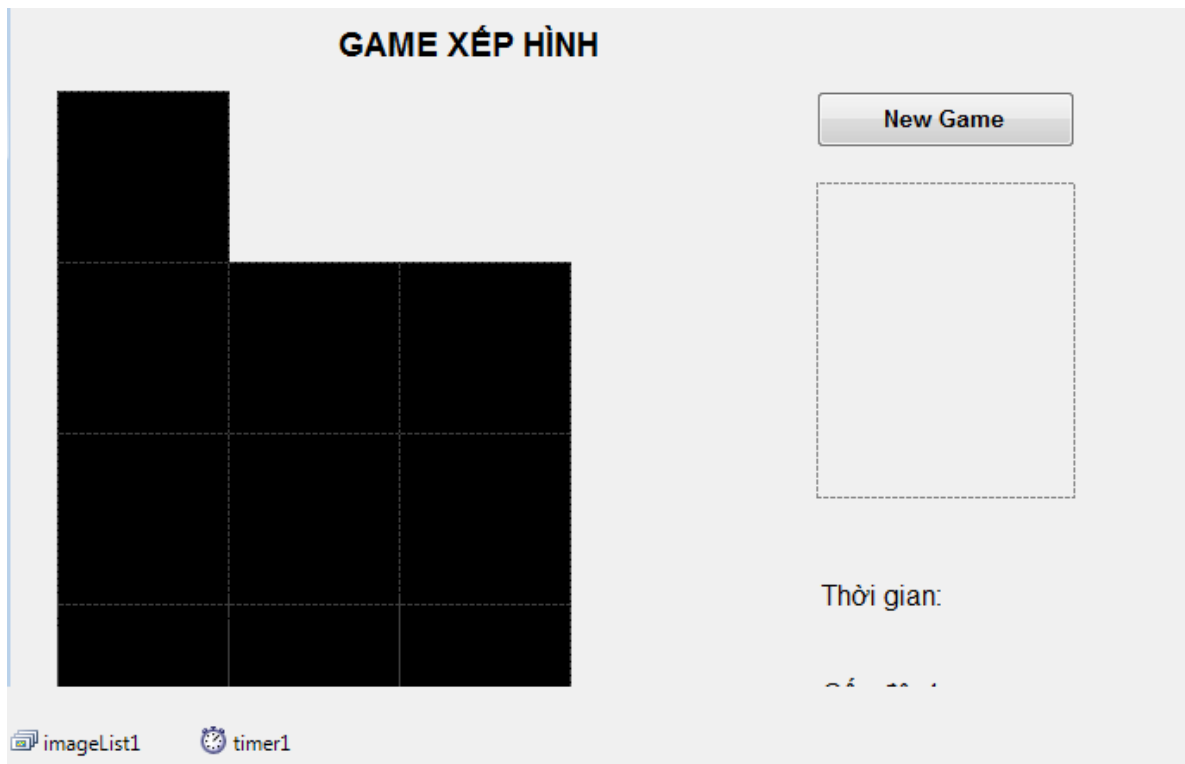 GAME XẾP HÌNH
New Game
Thời gian:
imageList1
timer1